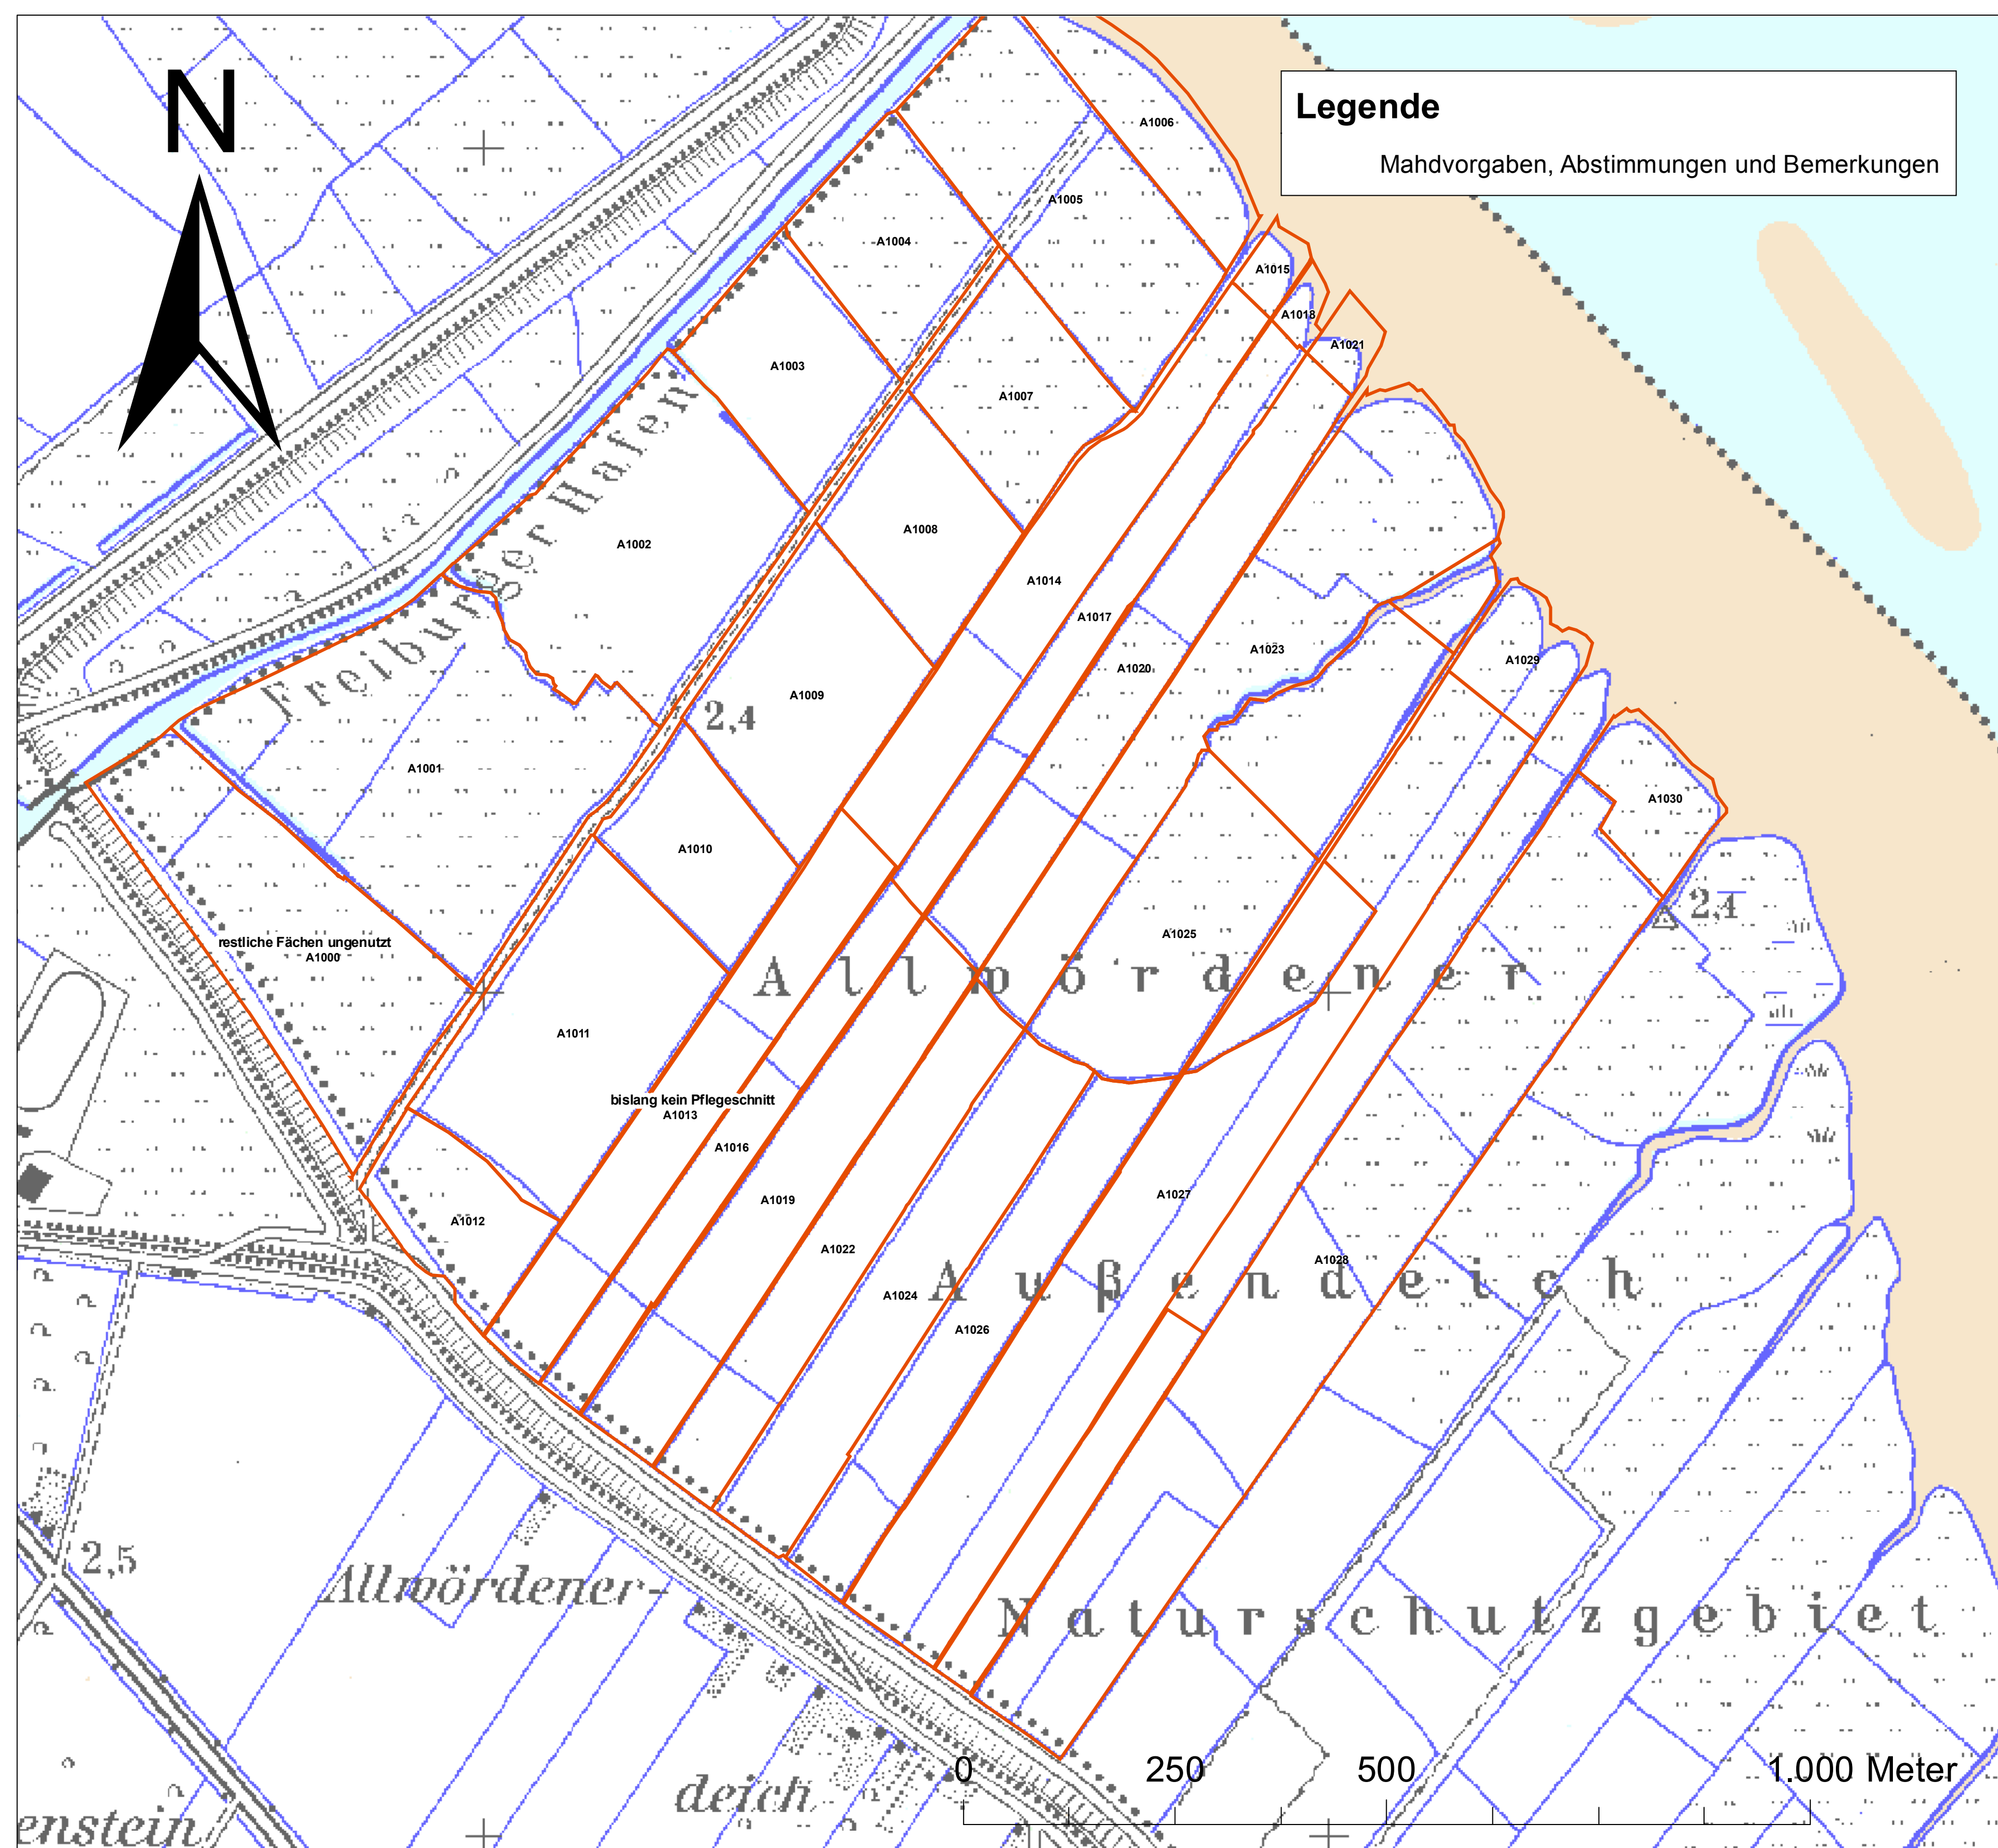 N
Legende
Mahdvorgaben, Abstimmungen und Bemerkungen
A1006
A1005
A1004
A1015
A1018
A1021
A1003
A1007
Freiburger Hafen
A1008
A1002
A1014
A1017
A1023
A1029
A1020
A1009
2,4
A1001
A1030
A1010
2,4
A1025
restliche Fächen ungenutzt
A1000
Allwördener
A1011
bislang kein Pflegeschnitt
A1013
A1016
A1027
A1019
A1012
A1022
A1028
Außendeich
A1024
A1026
2,5
Allwördener-
Naturschutzgebiet
deich
0 250 500 1.000 Meter
enstein